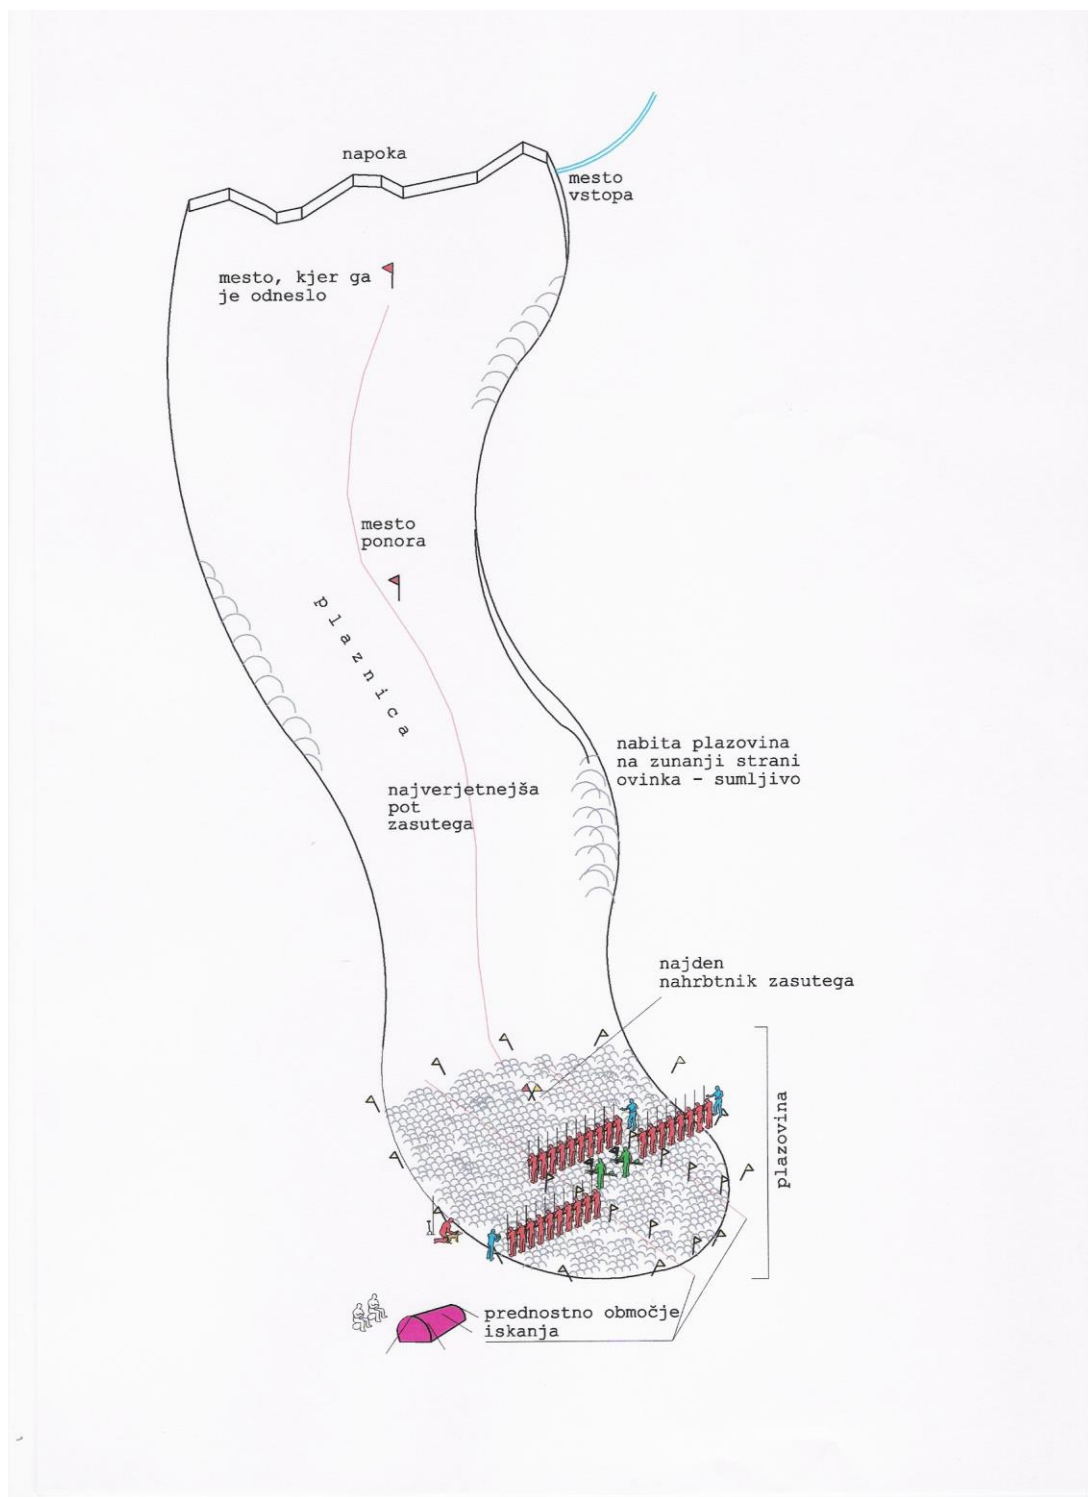 napoka
mesto
vstopa
mesto, kjer ga
je odneslo
mesto
ponora
plaznica
nabita plazovina
na zunanji strani
ovinka - sumljivo
najverjetnejša
pot
zasutega
najden
nahrbtnik zasutega
plazovina
prednostno območje
iskanja